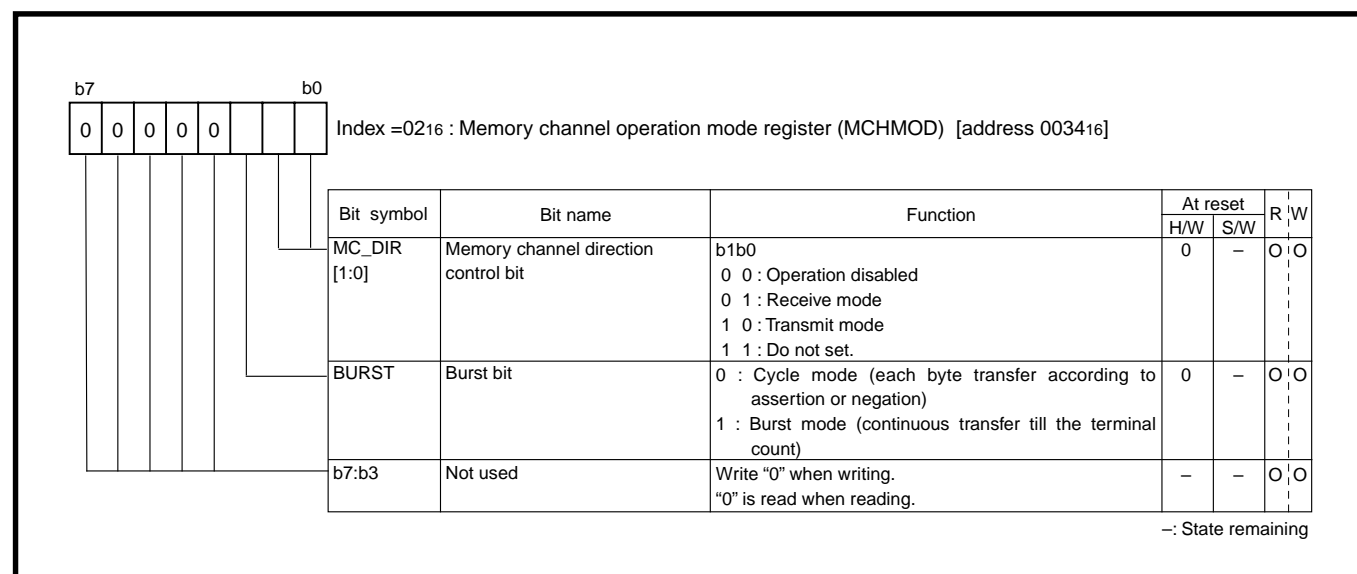 b7 b0
0 0 0 0 0
Index =0216 : Memory channel operation mode register (MCHMOD) [address 003416]
Bit symbol Bit name Function At reset R W
H/W S/W
MC_DIR Memory channel direction b1b0 0 – O O
[1:0] control bit 0 0 : Operation disabled
0 1 : Receive mode
1 0 : Transmit mode
1 1 : Do not set.
BURST Burst bit 0 : Cycle mode (each byte transfer according to 0 – O O
assertion or negation)
1 : Burst mode (continuous transfer till the terminal
count)
b7:b3 Not used Write “0” when writing. – – O O
“0” is read when reading.
–: State remaining